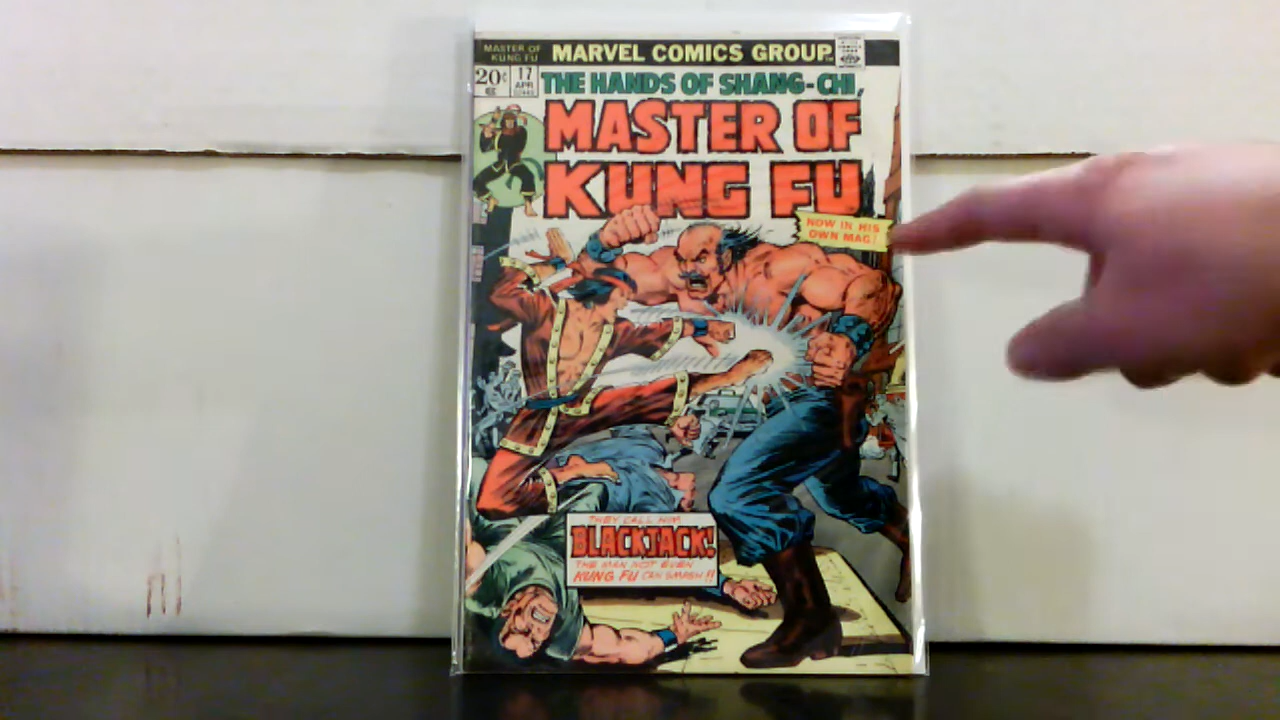 MASTER OF
KUNG FU
MARVEL COMICS GROUP
20¢
17
APR
THE HANDS OF SHANG-CHI,
MASTER OF
KUNG FU
NOW IN HIS
OWN MAG!
THEY CALL HIM
BLACKJACK!
THE MAN NOT EVEN
KUNG FU CAN SMASH!!